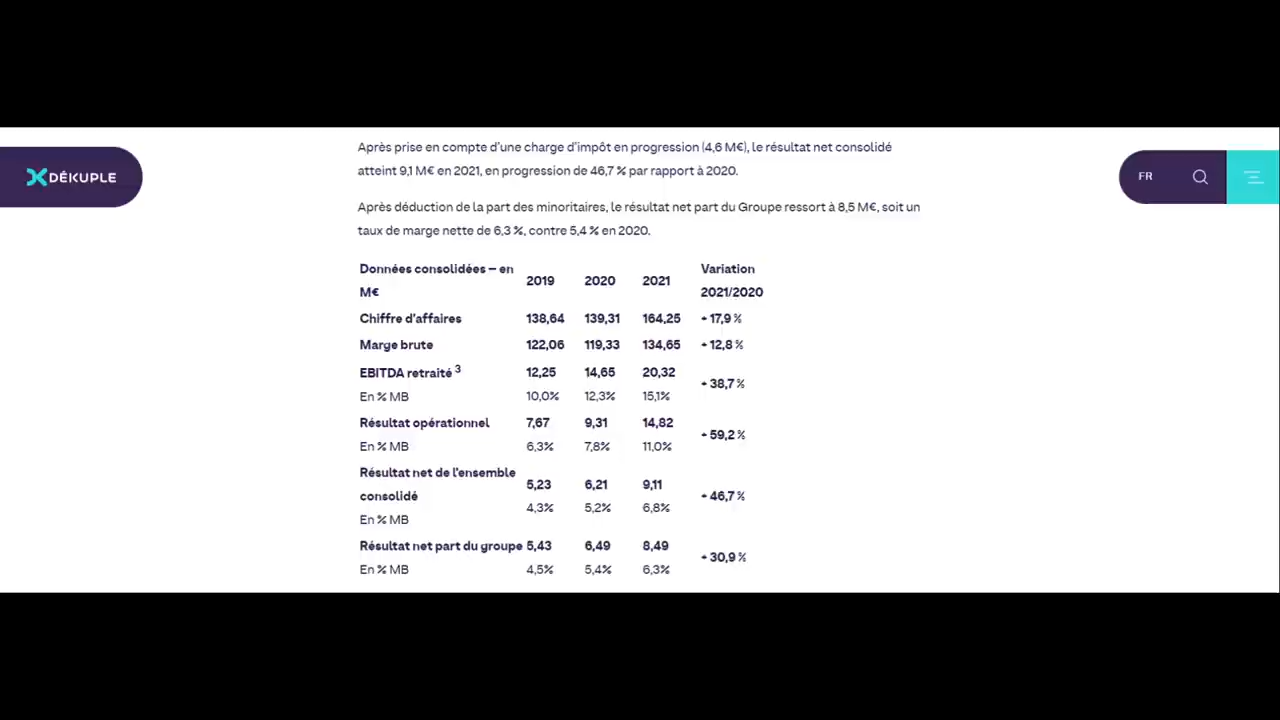 Après prise en compte d'une charge d'impôt en progression (4,6 M€), le résultat net consolidé
atteint 9,1 M€ en 2021, en progression de 46,7 % par rapport à 2020.
DÉKUPLE
FR
Après déduction de la part des minoritaires, le résultat net part du Groupe ressort à 8,5 M€, soit un
taux de marge nette de 6,3 %, contre 5,4 % en 2020.
Données consolidées – en M€ 2019 2020 2021 Variation 2021/2020
Chiffre d'affaires 138,64 139,31 164,25 + 17,9 %
Marge brute 122,06 119,33 134,65 + 12,8 %
EBITDA retraité 3 12,25 14,65 20,32 + 38,7 %
En % MB 10,0% 12,3% 15,1%
Résultat opérationnel 7,67 9,31 14,82 + 59,2 %
En % MB 6,3% 7,8% 11,0%
Résultat net de l'ensemble consolidé 5,23 6,21 9,11 + 46,7 %
En % MB 4,3% 5,2% 6,8%
Résultat net part du groupe 5,43 6,49 8,49 + 30,9 %
En % MB 4,5% 5,4% 6,3%